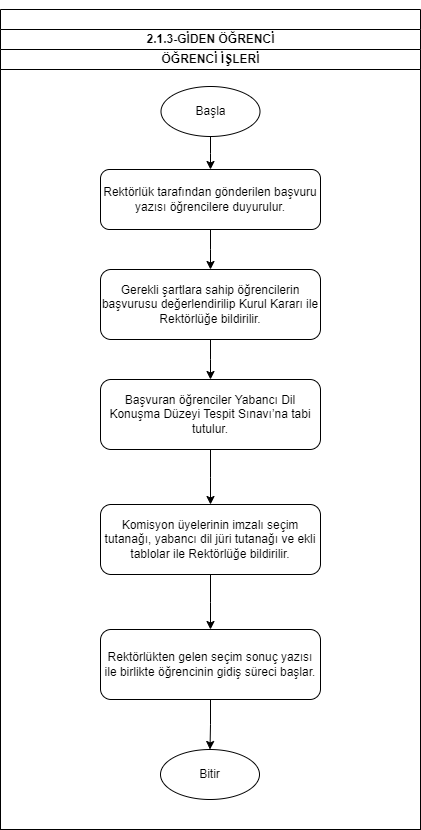 2.1.3-GİDEN ÖĞRENCİ
ÖĞRENCİ İŞLERİ
Başla
Rektörlük tarafından gönderilen başvuru
yazısı öğrencilere duyurulur.
Gerekli şartlara sahip öğrencilerin
başvurusu değerlendirilip Kurul Kararı ile
Rektörlüğe bildirilir.
Başvuran öğrenciler Yabancı Dil
Konuşma Düzeyi Tespit Sınavı'na tabi
tutulur.
Komisyon üyelerinin imzalı seçim
tutanağı, yabancı dil jüri tutanağı ve ekli
tablolar ile Rektörlüğe bildirilir.
Rektörlükten gelen seçim sonuç yazısı
ile birlikte öğrencinin gidiş süreci başlar.
Bitir